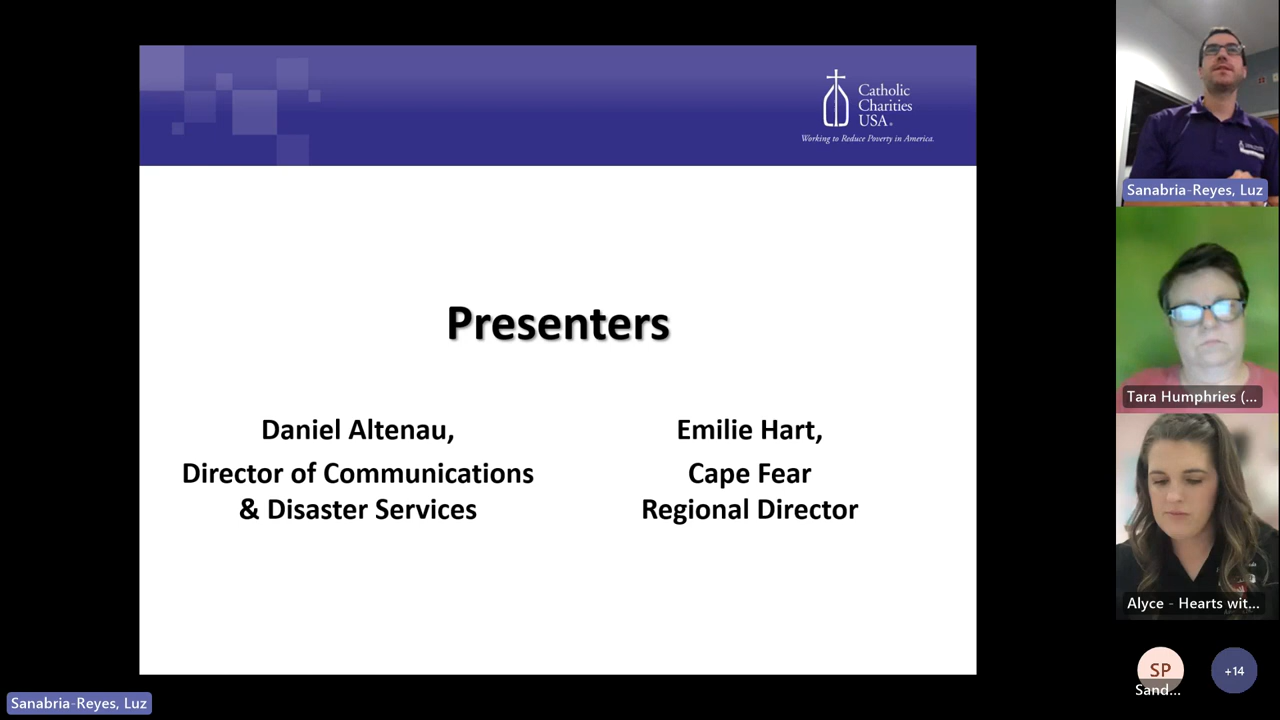 Catholic
Charities
USA®
Working to Reduce Poverty in America.
Presenters
Daniel Altenau,
Director of Communications
& Disaster Services
Emilie Hart,
Cape Fear
Regional Director
Sanabria-Reyes, Luz
Tara Humphries (...
Alyce - Hearts wit...
SP
Sand...
+14
Sanabria-Reyes, Luz